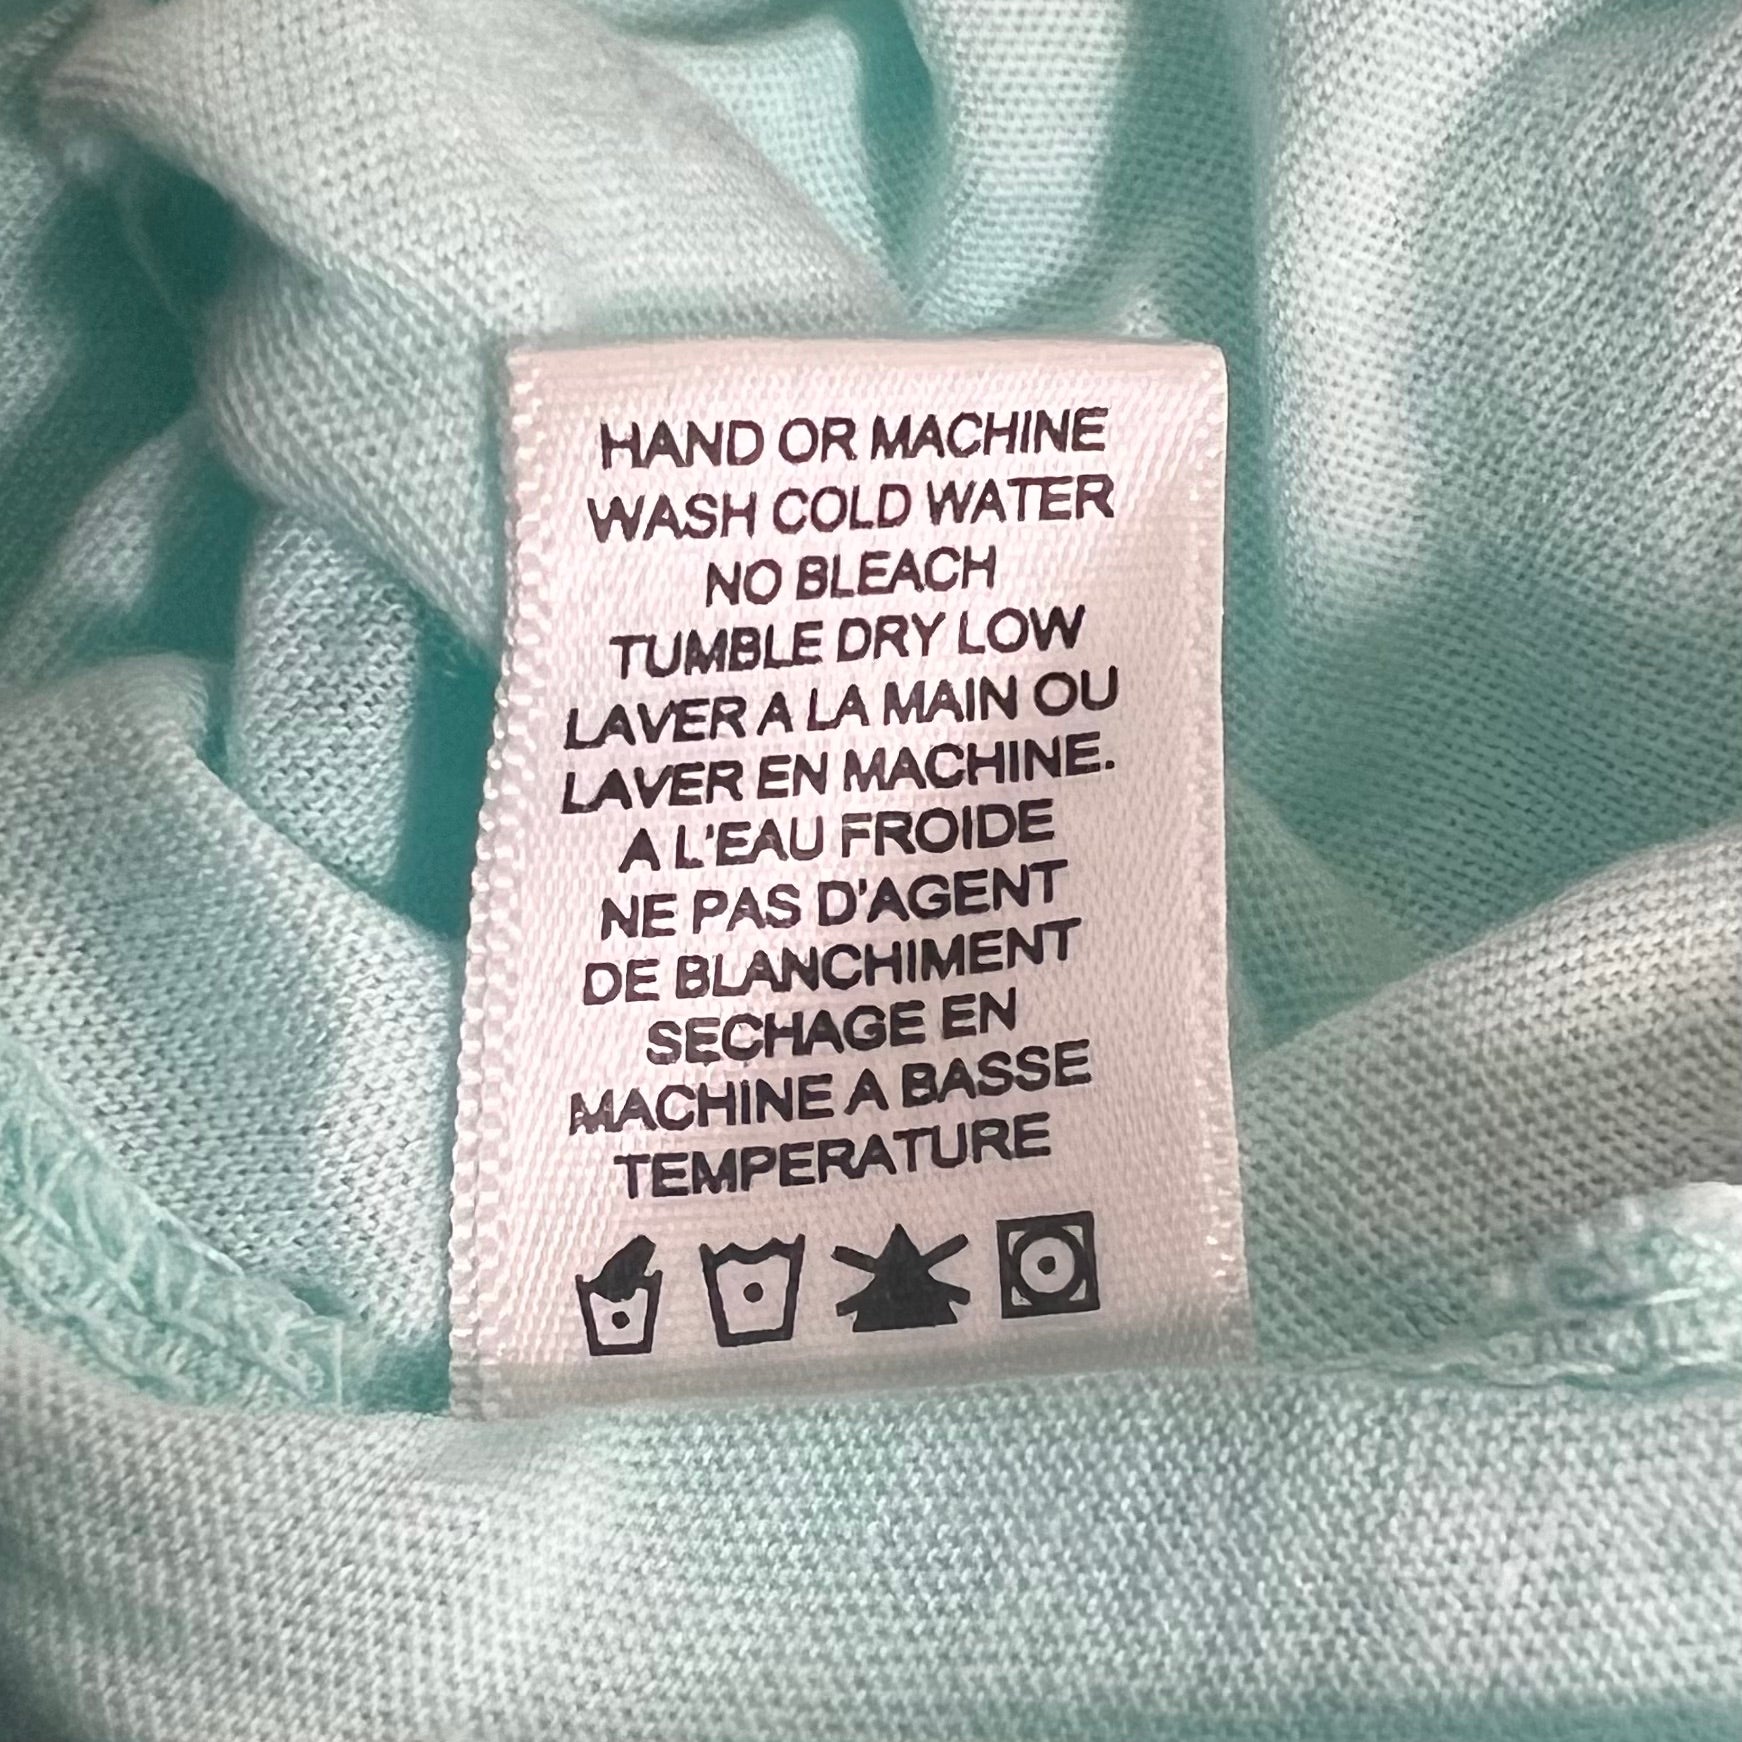 HAND OR MACHINE
WASH COLD WATER
NO BLEACH
TUMBLE DRY LOW
LAVER A LA MAIN OU
LAVER EN MACHINE.
A L'EAU FROIDE
NE PAS D'AGENT
DE BLANCHIMENT
SECHAGE EN
MACHINE A BASSE
TEMPERATURE